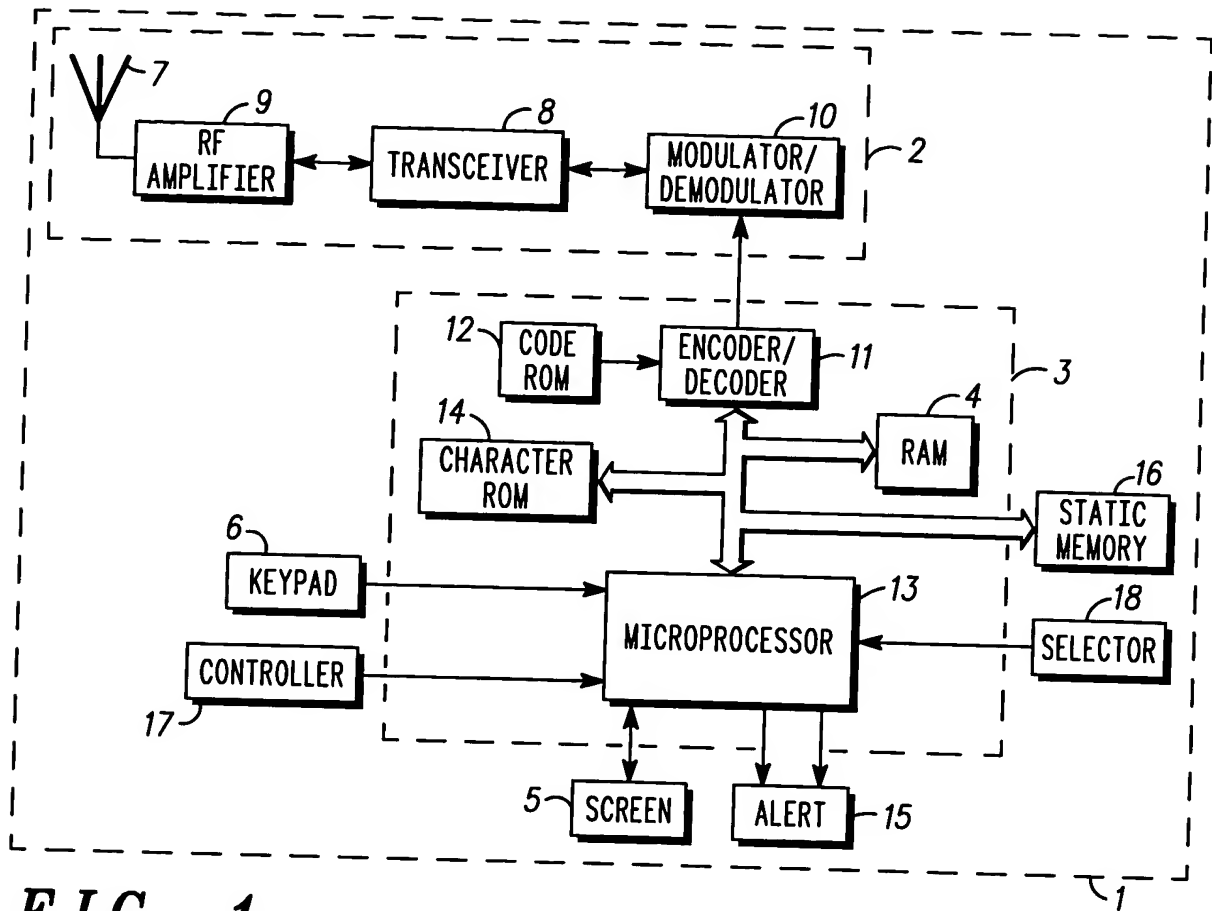 7
9
RF
AMPLIFIER
8
TRANSCEIVER
10
MODULATOR/
DEMODULATOR
2
12
CODE
ROM
ENCODER/
DECODER
11
3
14
CHARACTER
ROM
4
RAM
16
STATIC
MEMORY
6
KEYPAD
13
MICROPROCESSOR
18
SELECTOR
CONTROLLER
17
5
SCREEN
ALERT
15
1
FIG. 1